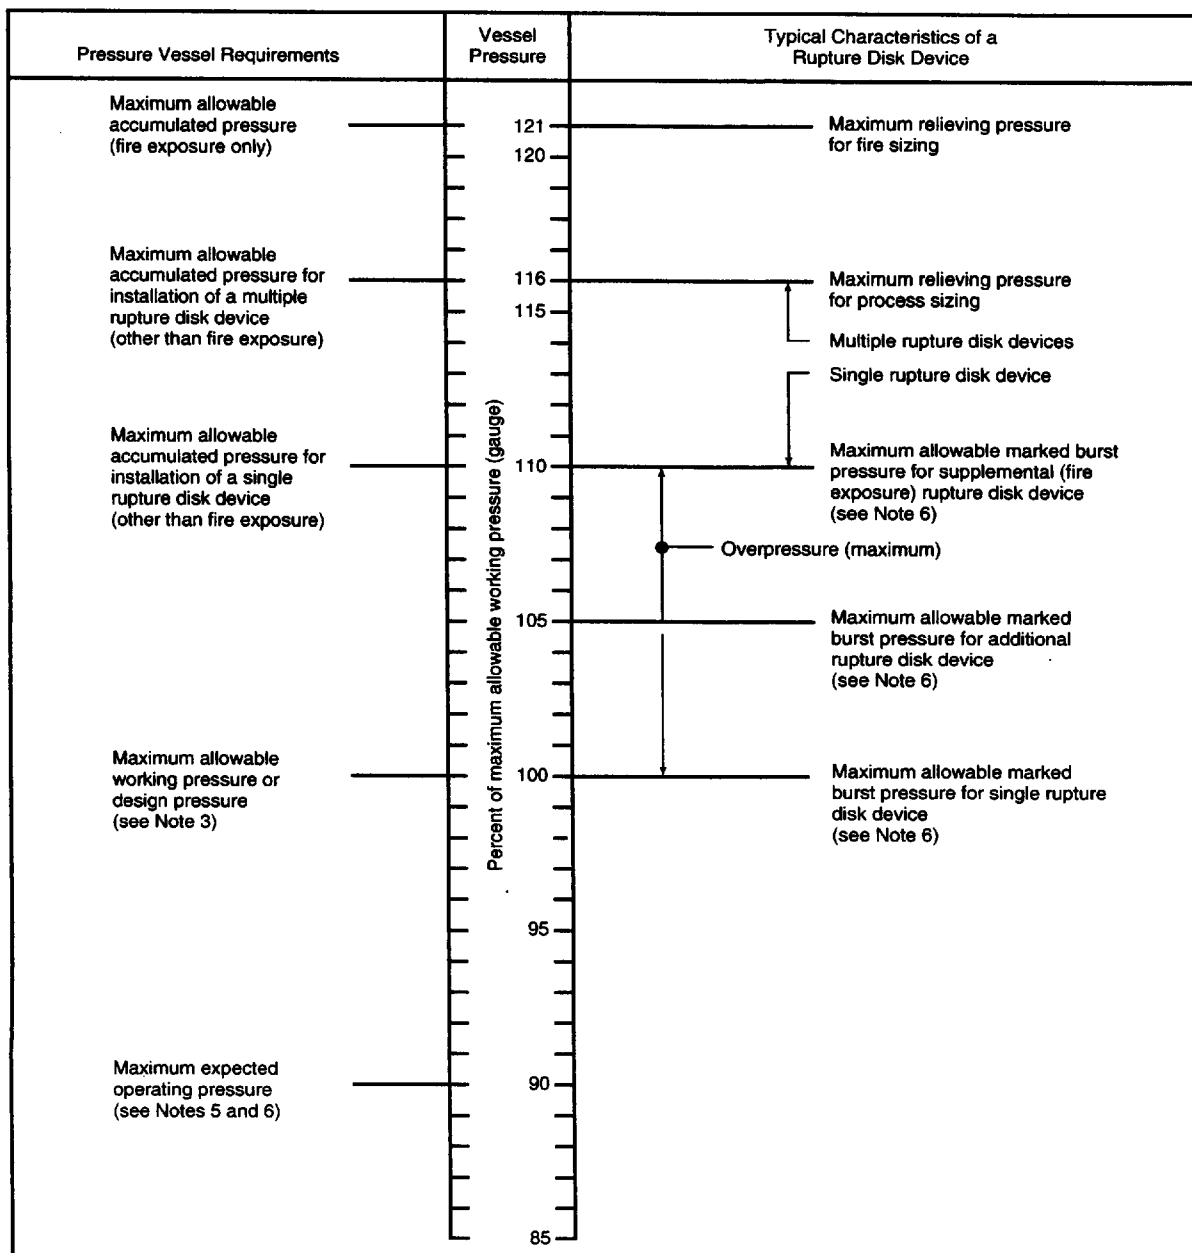 Pressure Vessel Requirements
Vessel
Pressure
Typical Characteristics of a
Rupture Disk Device
Maximum allowable
accumulated pressure
(fire exposure only)
Maximum allowable
accumulated pressure for
installation of a multiple
rupture disk device
(other than fire exposure)
Maximum allowable
accumulated pressure for
installation of a single
rupture disk device
(other than fire exposure)
Maximum allowable
working pressure or
design pressure
(see Note 3)
Maximum expected
operating pressure
(see Notes 5 and 6)
Percent of maximum allowable working pressure (gauge)
121
120
116
115
110
105
100
95
90
85
Maximum relieving pressure
for fire sizing
Maximum relieving pressure
for process sizing
Multiple rupture disk devices
Single rupture disk device
Maximum allowable marked burst
pressure for supplemental (fire
exposure) rupture disk device
(see Note 6)
Overpressure (maximum)
Maximum allowable marked
burst pressure for additional
rupture disk device
(see Note 6)
Maximum allowable marked
burst pressure for single rupture
disk device
(see Note 6)